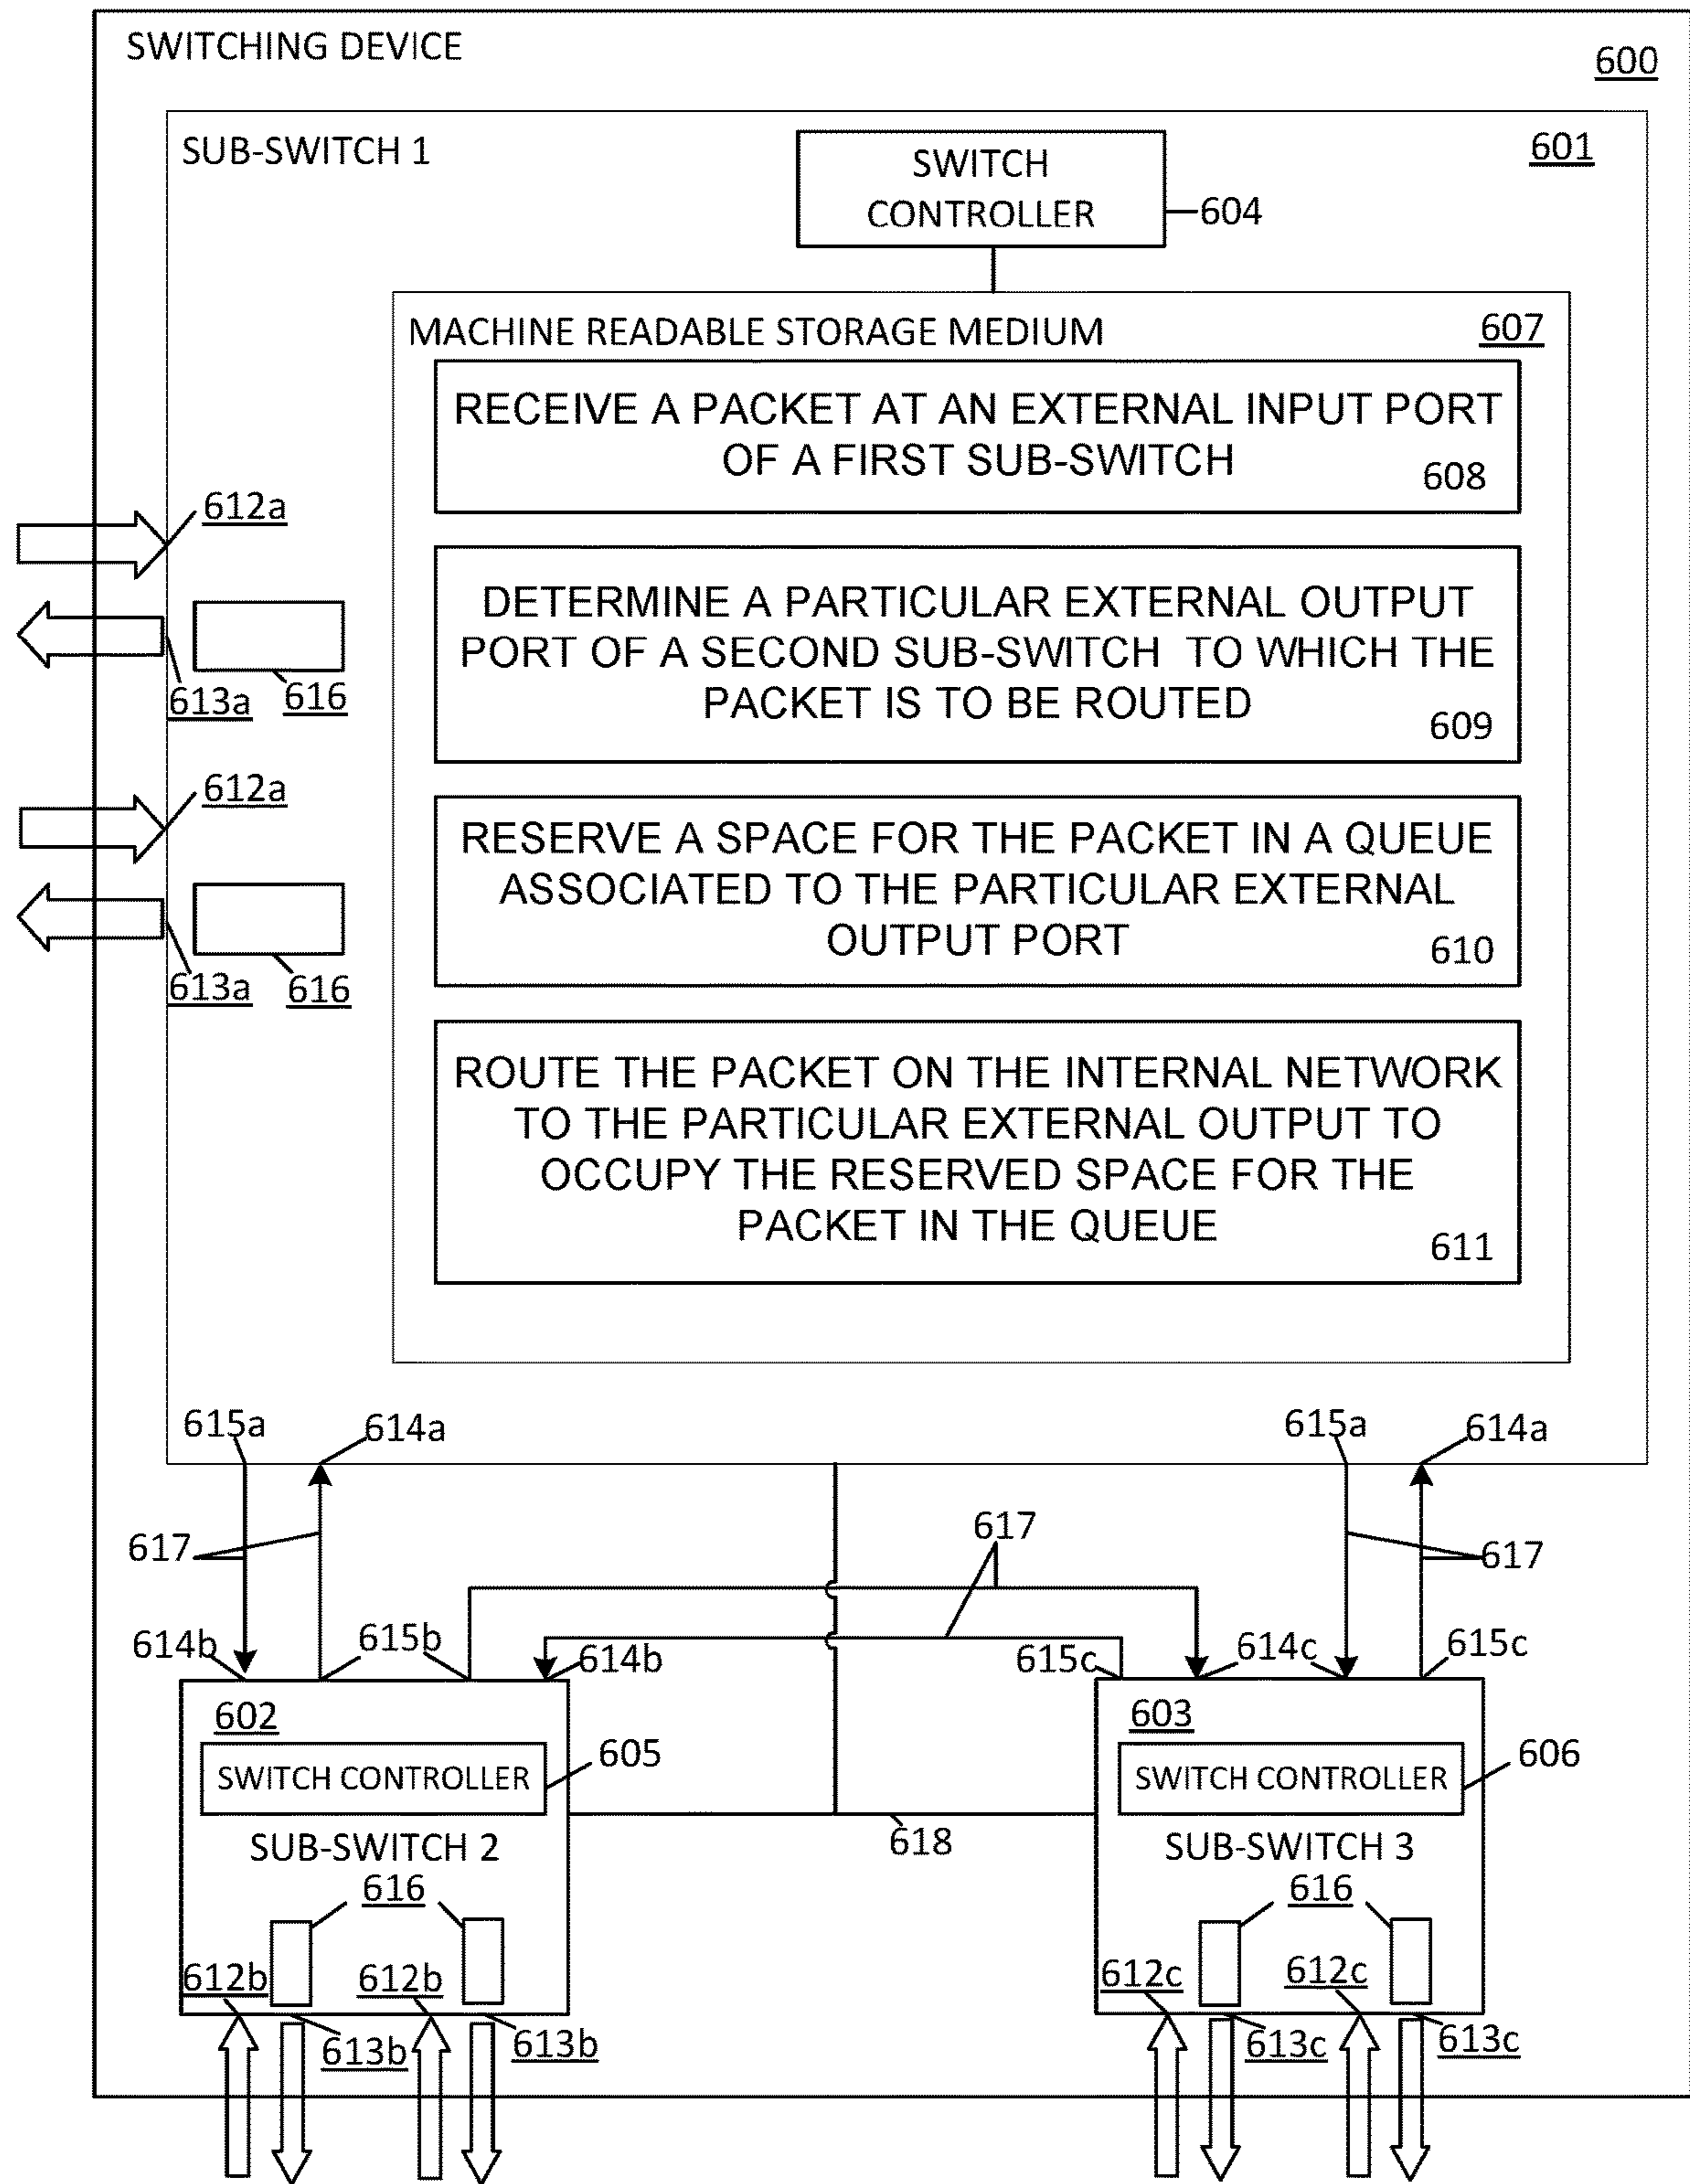 SWITCHING DEVICE
600
SUB-SWITCH 1
601
SWITCH
CONTROLLER
604
MACHINE READABLE STORAGE MEDIUM
607
RECEIVE A PACKET AT AN EXTERNAL INPUT PORT
OF A FIRST SUB-SWITCH
608
612a
DETERMINE A PARTICULAR EXTERNAL OUTPUT
PORT OF A SECOND SUB-SWITCH TO WHICH THE
PACKET IS TO BE ROUTED
609
613a
616
612a
RESERVE A SPACE FOR THE PACKET IN A QUEUE
ASSOCIATED TO THE PARTICULAR EXTERNAL
OUTPUT PORT
610
613a
616
ROUTE THE PACKET ON THE INTERNAL NETWORK
TO THE PARTICULAR EXTERNAL OUTPUT TO
OCCUPY THE RESERVED SPACE FOR THE
PACKET IN THE QUEUE
611
615a
614a
615a
614a
617
617
617
614b
615b
614b
615c
614c
615c
602
SWITCH CONTROLLER
605
SUB-SWITCH 2
603
SWITCH CONTROLLER
606
SUB-SWITCH 3
618
616
616
612b
612b
612c
612c
613b
613b
613c
613c